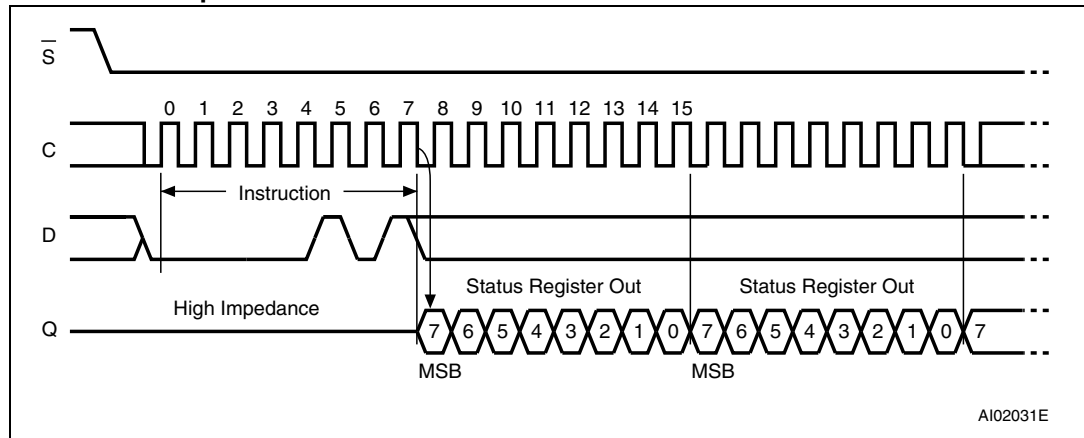 S
0 1 2 3 4 5 6 7 8 9 10 11 12 13 14 15
C
Instruction
D
High Impedance
Status Register Out Status Register Out
Q
7 6 5 4 3 2 1 0 7 6 5 4 3 2 1 0 7
MSB MSB
AI02031E